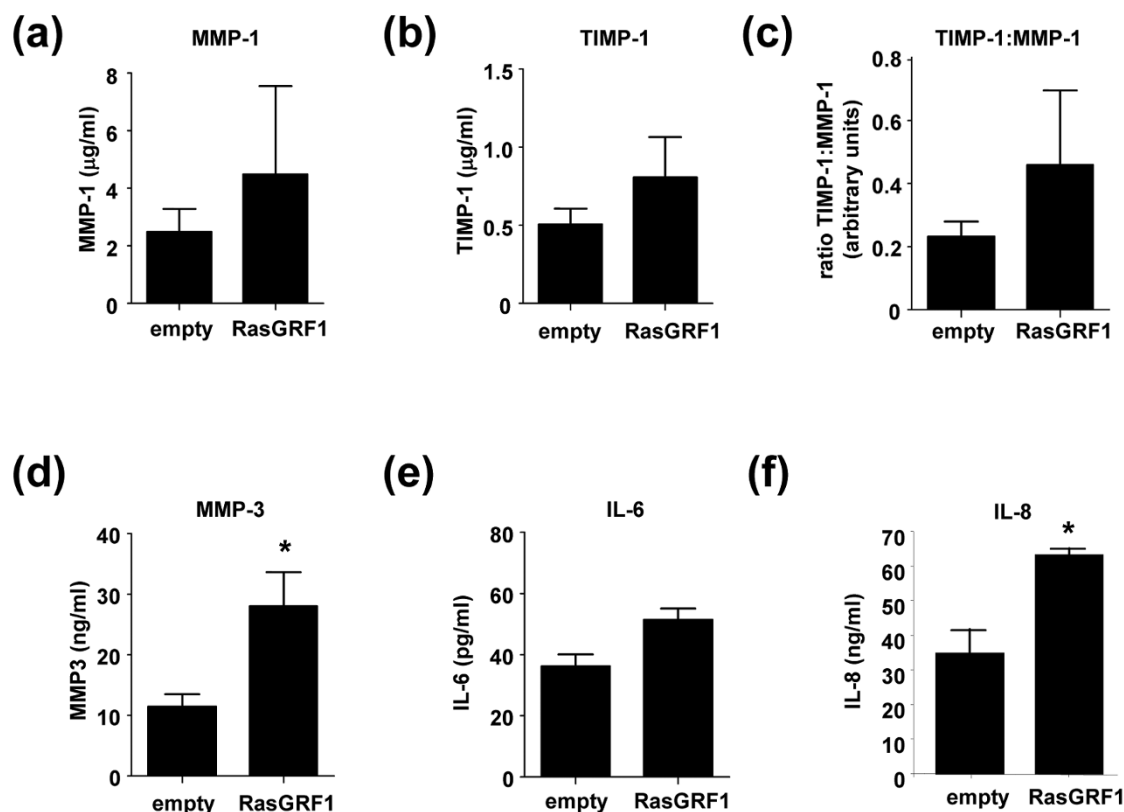 (a)
MMP-1
MMP-1 (µg/ml)
8
6
4
2
0
empty RasGRF1
(b)
TIMP-1
TIMP-1 (µg/ml)
1.5
1.0
0.5
0
empty RasGRF1
(c)
TIMP-1:MMP-1
ratio TIMP-1:MMP-1
(arbitrary units)
0.8
0.6
0.4
0.2
0
empty RasGRF1
(d)
MMP-3
MMP3 (ng/ml)
40
30
20
10
0
*
empty RasGRF1
(e)
IL-6
IL-6 (pg/ml)
80
60
40
20
0
empty RasGRF1
(f)
IL-8
IL-8 (ng/ml)
70
60
50
40
30
20
10
0
*
empty RasGRF1